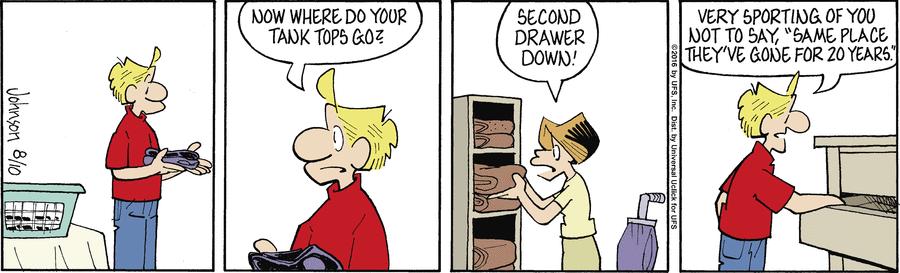 Johnson 8/10
NOW WHERE DO YOUR
TANK TOPS GO?
SECOND
DRAWER
DOWN!
©2016 by UFS, Inc. Dist. by Universal Uclick for UFS
VERY SPORTING OF YOU
NOT TO SAY, "SAME PLACE
THEY'VE GONE FOR 20 YEARS."